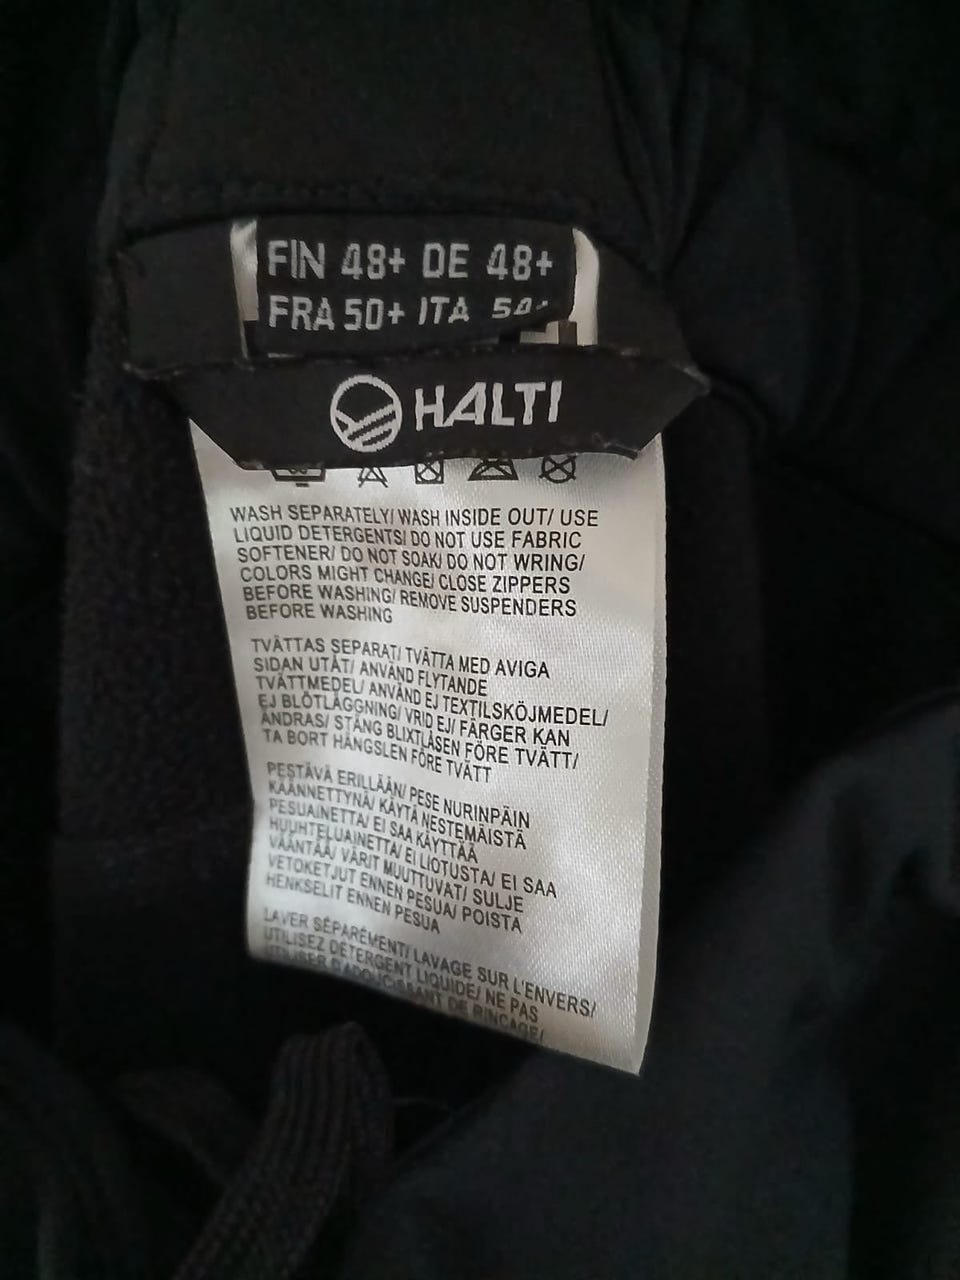 FIN 48+ DE 48+
FRA 50+ ITA 54+
HALTI
WASH SEPARATELY/ WASH INSIDE OUT/ USE
LIQUID DETERGENTS/ DO NOT USE FABRIC
SOFTENER/ DO NOT SOAK/ DO NOT WRING/
COLORS MIGHT CHANGE/ CLOSE ZIPPERS
BEFORE WASHING/ REMOVE SUSPENDERS
BEFORE WASHING
TVÄTTAS SEPARAT/ TVÄTTA MED AVIGA
SIDAN UTÅT/ ANVÄND FLYTANDE
TVÄTTMEDEL/ ANVÄND EJ TEXTILSKÖJMEDEL/
EJ BLÖTLÄGGNING/ VRID EJ/ FÄRGER KAN
ÄNDRAS/ STÄNG BLIXTLÅSEN FÖRE TVÄTT/
TA BORT HÄNGSLEN FÖRE TVÄTT
PESTÄVÄ ERILLÄÄN/ PESE NURINPÄIN
KÄÄNNETTYNÄ/ KÄYTÄ NESTEMÄISTÄ
PESUAINETTA/ EI SAA KÄYTTÄÄ
HUUHTELUAINETTA/ EI LIOTUSTA/ EI SAA
VÄÄNTÄÄ/ VÄRIT MUUTTUVAT/ SULJE
VETOKETJUT ENNEN PESUA/ POISTA
HENKSELIT ENNEN PESUA
LAVER SÉPARÉMENT/ LAVAGE SUR L'ENVERS/
UTILISEZ DÉTERGENT LIQUIDE/ NE PAS
UTILISER D'ADOUCISSANT DE RINCAGE/